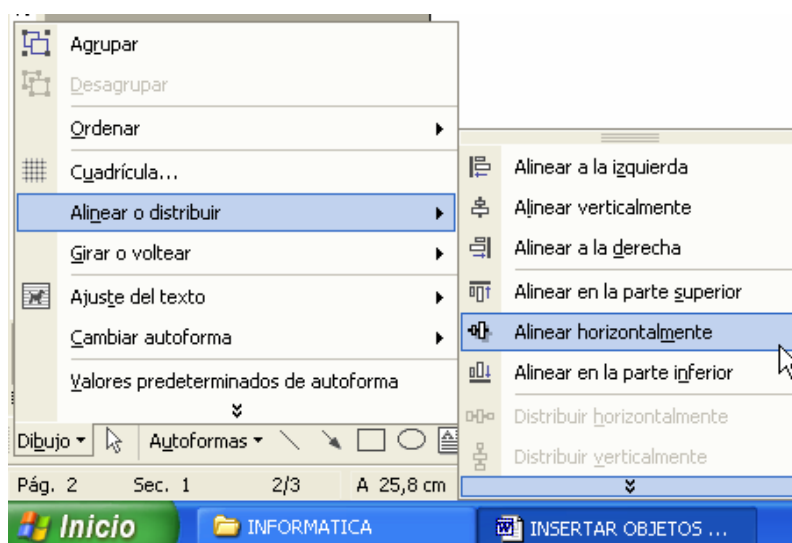 Agrupar
Desagrupar
Ordenar
Cuadrícula...
Alinear o distribuir
Girar o voltear
Ajuste del texto
Cambiar autoforma
Valores predeterminados de autoforma
Alinear a la izquierda
Alinear verticalmente
Alinear a la derecha
Alinear en la parte superior
Alinear horizontalmente
Alinear en la parte inferior
Distribuir horizontalmente
Distribuir verticalmente
Dibujo Autoformas
Pág. 2 Sec. 1 2/3 A 25,8 cm
Inicio INFORMATICA INSERTAR OBJETOS ...